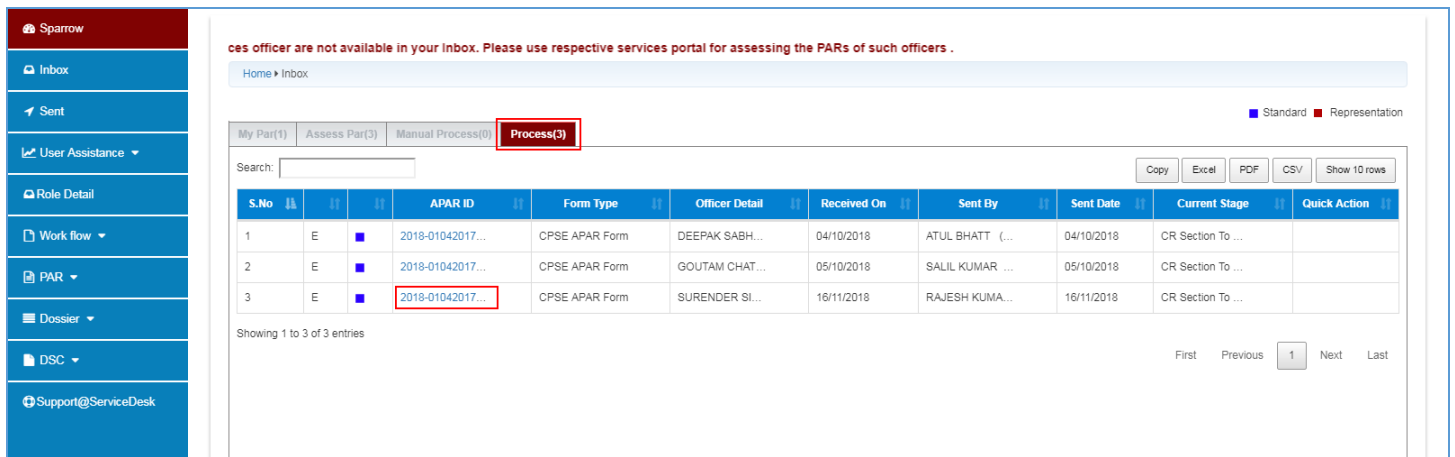 Sparrow
Inbox
Sent
User Assistance
Role Detail
Work flow
PAR
Dossier
DSC
Support@ServiceDesk
ces officer are not available in your Inbox. Please use respective services portal for assessing the PARs of such officers .
Home Inbox
Standard Representation
My Par(1) Assess Par(3) Manual Process(0) Process(3)
Search: Copy Excel PDF CSV Show 10 rows
S.No APAR ID Form Type Officer Detail Received On Sent By Sent Date Current Stage Quick Action
1 E 2018-01042017... CPSE APAR Form DEEPAK SABH... 04/10/2018 ATUL BHATT (... 04/10/2018 CR Section To ...
2 E 2018-01042017... CPSE APAR Form GOUTAM CHAT... 05/10/2018 SALIL KUMAR ... 05/10/2018 CR Section To ...
3 E 2018-01042017... CPSE APAR Form SURENDER SI... 16/11/2018 RAJESH KUMA... 16/11/2018 CR Section To ...
Showing 1 to 3 of 3 entries
First Previous 1 Next Last